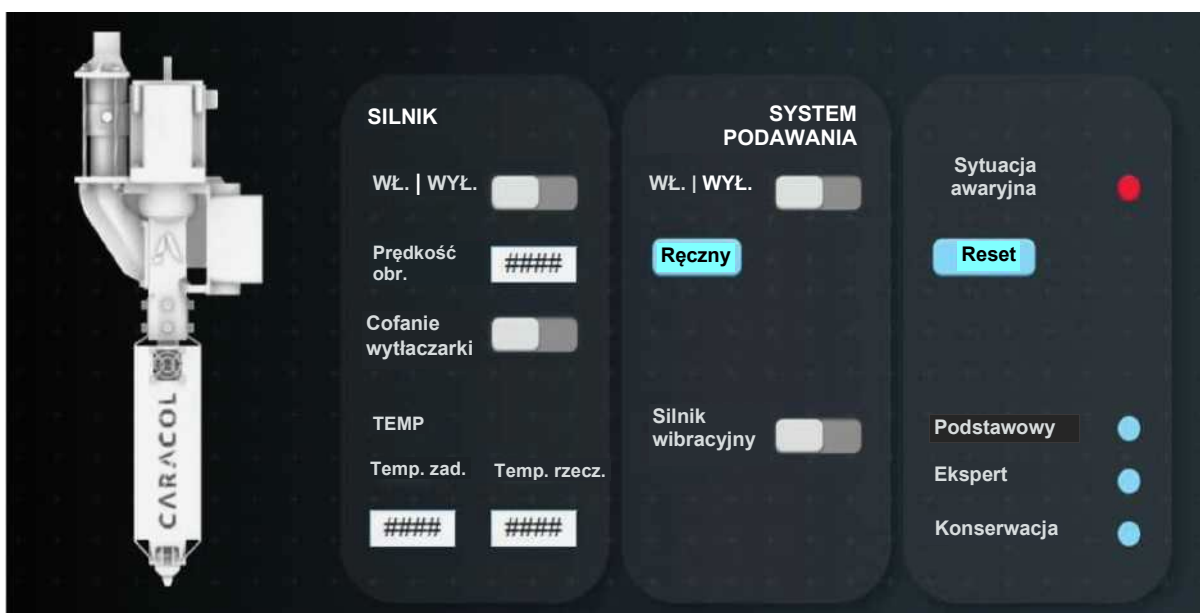 CARACOL
SILNIK
WŁ. | WYŁ.
Prędkość
obr.
####
Cofanie
wytłaczarki
TEMP
Temp. zad.
Temp. rzecz.
####
####
SYSTEM
PODAWANIA
WŁ. | WYŁ.
Ręczny
Silnik
wibracyjny
Sytuacja
awaryjna
Reset
Podstawowy
Ekspert
Konserwacja